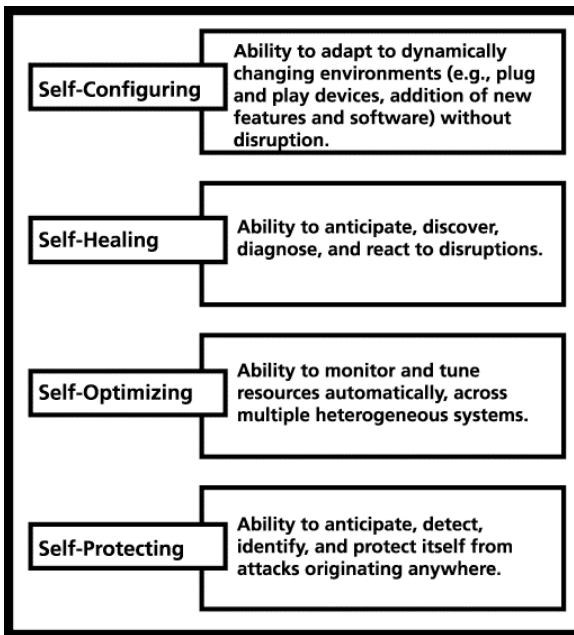 Self-Configuring
Ability to adapt to dynamically
changing environments (e.g., plug
and play devices, addition of new
features and software) without
disruption.
Self-Healing
Ability to anticipate, discover,
diagnose, and react to disruptions.
Self-Optimizing
Ability to monitor and tune
resources automatically, across
multiple heterogeneous systems.
Self-Protecting
Ability to anticipate, detect,
identify, and protect itself from
attacks originating anywhere.